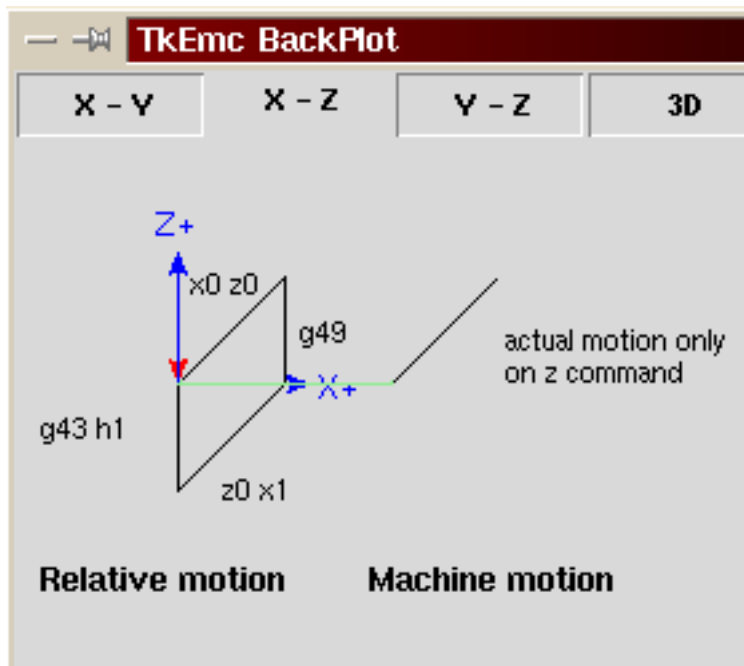 TkEmc BackPlot
X - Y
X - Z
Y - Z
3D
Z+
x0 z0
g49
actual motion only
on z command
X+
g43 h1
z0 x1
Relative motion
Machine motion